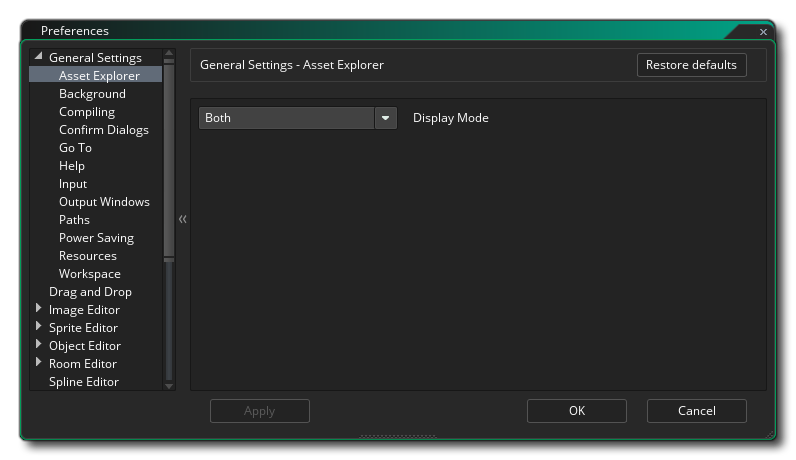 Preferences
General Settings
Asset Explorer
Background
Compiling
Confirm Dialogs
Go To
Help
Input
Output Windows
Paths
Power Saving
Resources
Workspace
Drag and Drop
Image Editor
Sprite Editor
Object Editor
Room Editor
Spline Editor
General Settings - Asset Explorer
Restore defaults
Both
Display Mode
Apply
OK
Cancel